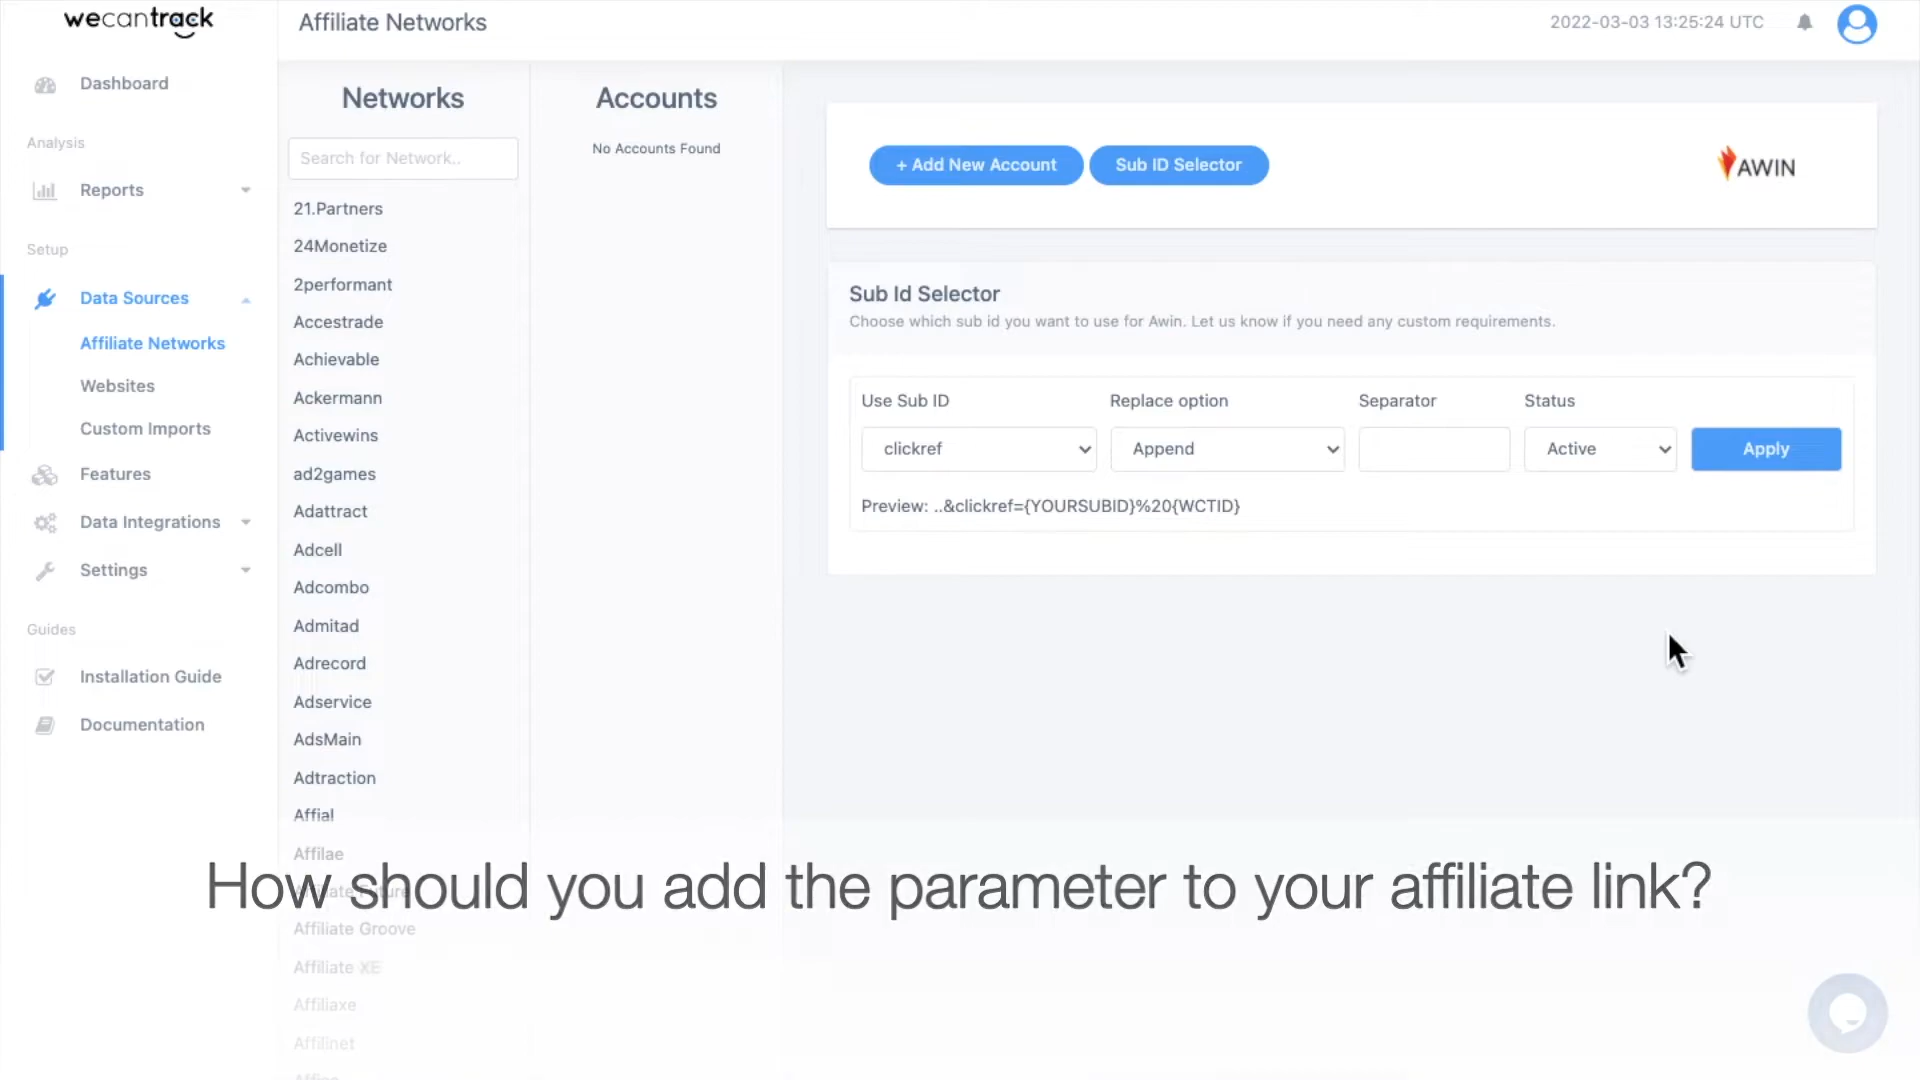 wecantrack
Affiliate Networks
2022-03-03 13:25:24 UTC
Dashboard
Analysis
Reports
Setup
Data Sources
Affiliate Networks
Websites
Custom Imports
Features
Data Integrations
Settings
Guides
Installation Guide
Documentation
Networks
Search for Network..
21.Partners
24Monetize
2performant
Accestrade
Achievable
Ackermann
Activewins
ad2games
Adattract
Adcell
Adcombo
Admitad
Adrecord
Adservice
AdsMain
Adtraction
Affial
Affilae
Affiliate Future
Affiliate Groove
Affiliate XE
Affiliaxe
Affilinet
Accounts
No Accounts Found
+ Add New Account
Sub ID Selector
AWIN
Sub Id Selector
Choose which sub id you want to use for Awin. Let us know if you need any custom requirements.
Use Sub ID
Replace option
Separator
Status
clickref
Append
Active
Apply
Preview: ..&clickref={YOURSUBID}%20{WCTID}
How should you add the parameter to your affiliate link?